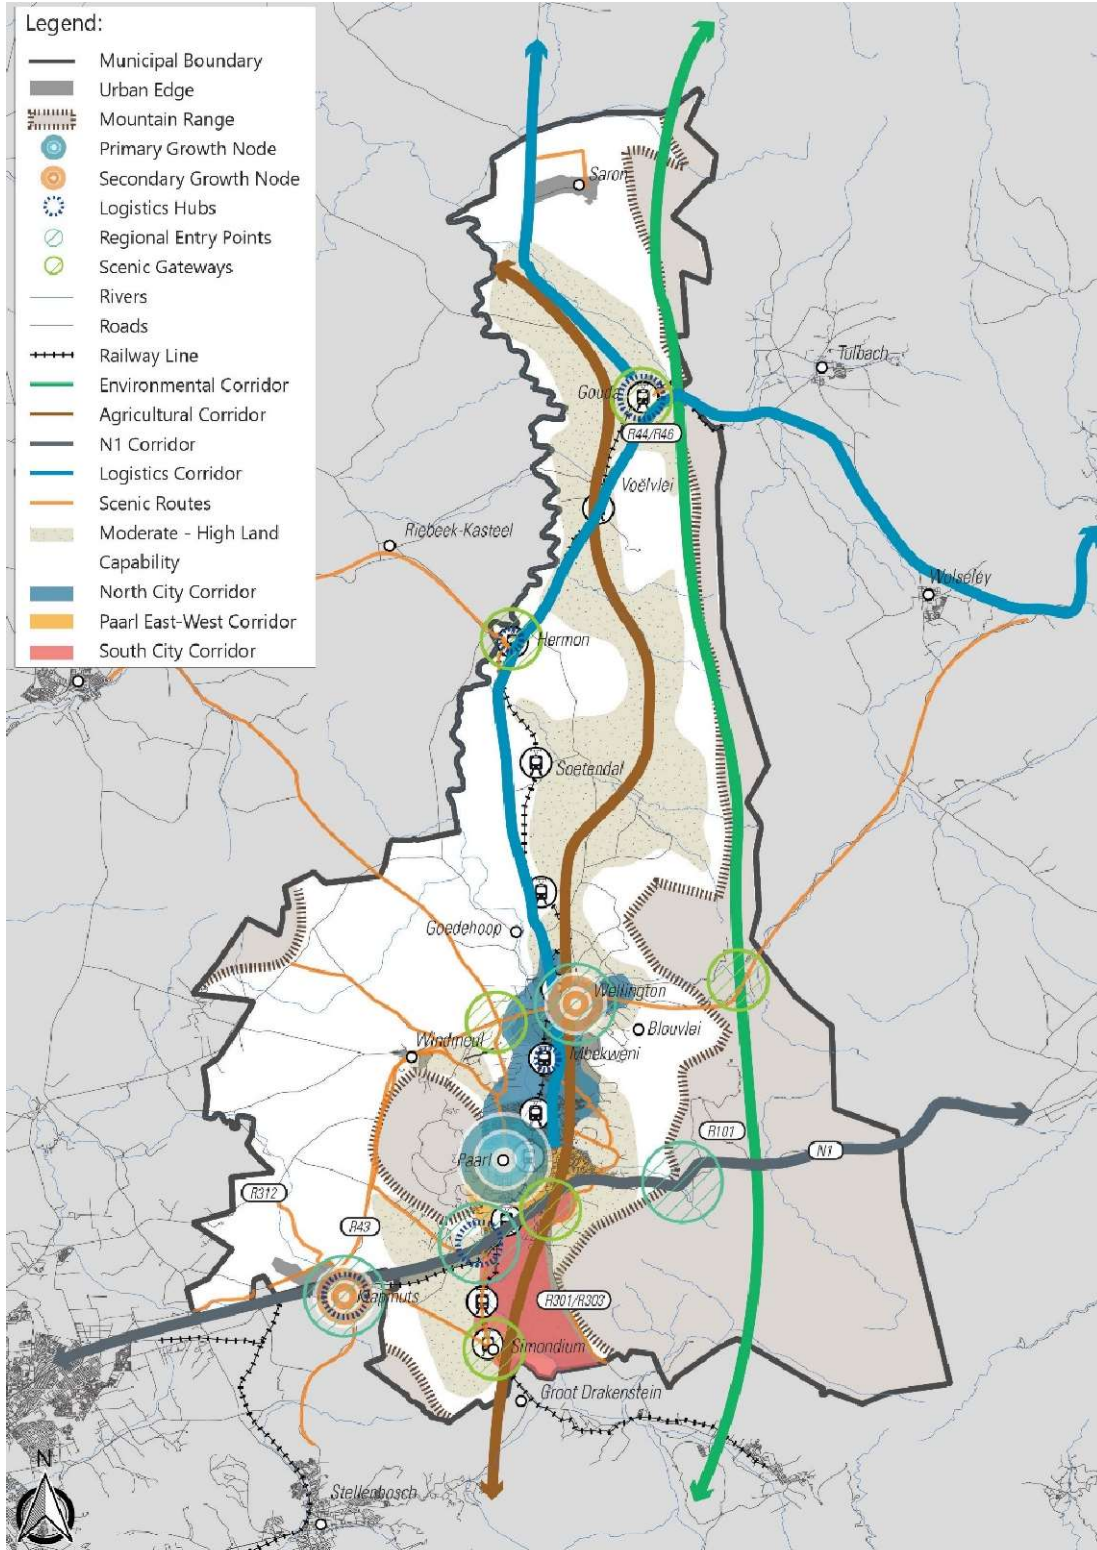 Legend:
Municipal Boundary
Urban Edge
Mountain Range
Primary Growth Node
Secondary Growth Node
Logistics Hubs
Regional Entry Points
Scenic Gateways
Rivers
Roads
Railway Line
Environmental Corridor
Agricultural Corridor
N1 Corridor
Logistics Corridor
Scenic Routes
Moderate - High Land
Capability
North City Corridor
Paarl East-West Corridor
South City Corridor
Saron
Tulbach
Gouda
R44/R46
Voëlvlei
Riebeek-Kasteel
Wolseley
Hermon
Soetendal
Goedehoop
Wellington
Blouvlei
Windmeul
Mbekweni
R101
N1
Paarl
R312
R43
Klapmuts
R301/R303
Simondium
Groot Drakenstein
N
Stellenbosch